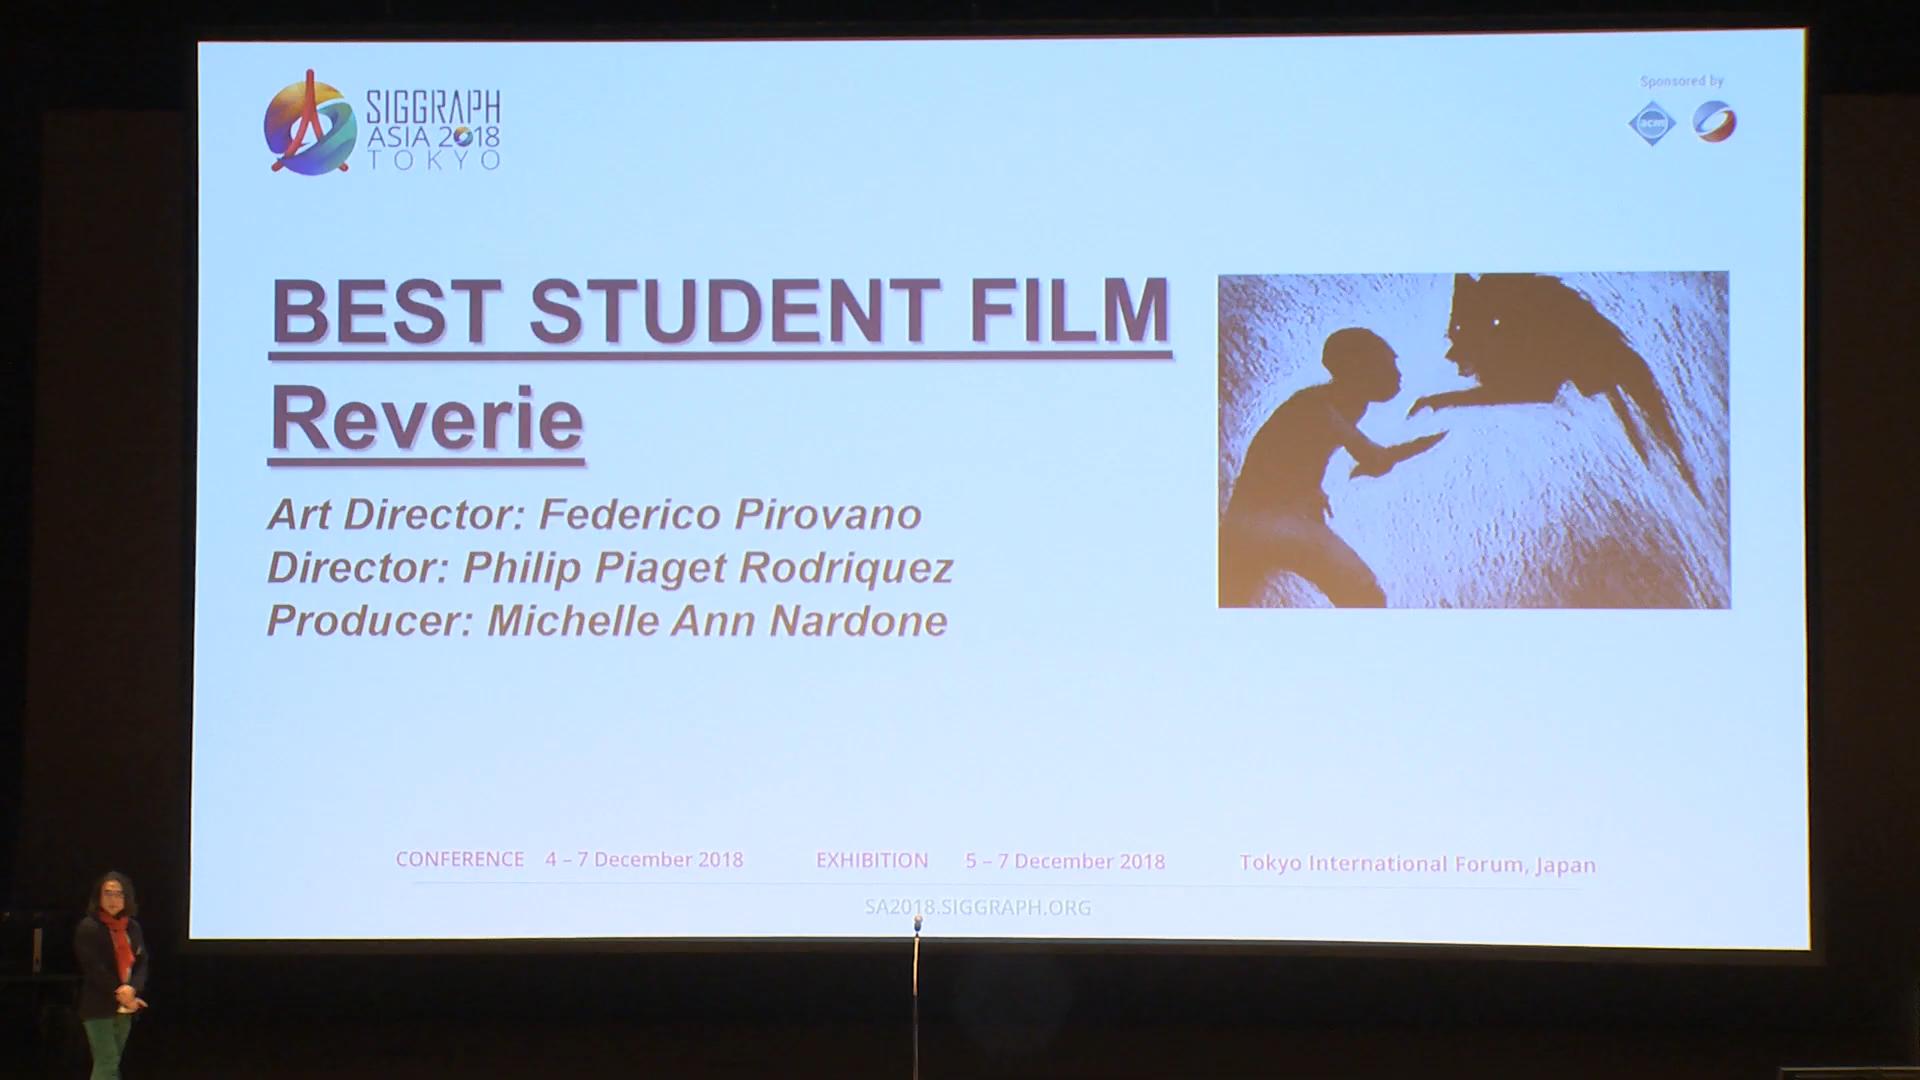 SIGGRAPH
ASIA 2018
TOKYO
Sponsored by
acm
BEST STUDENT FILM
Reverie
Art Director: Federico Pirovano
Director: Philip Piaget Rodriquez
Producer: Michelle Ann Nardone
CONFERENCE 4 – 7 December 2018 EXHIBITION 5 – 7 December 2018 Tokyo International Forum, Japan
SA2018.SIGGRAPH.ORG